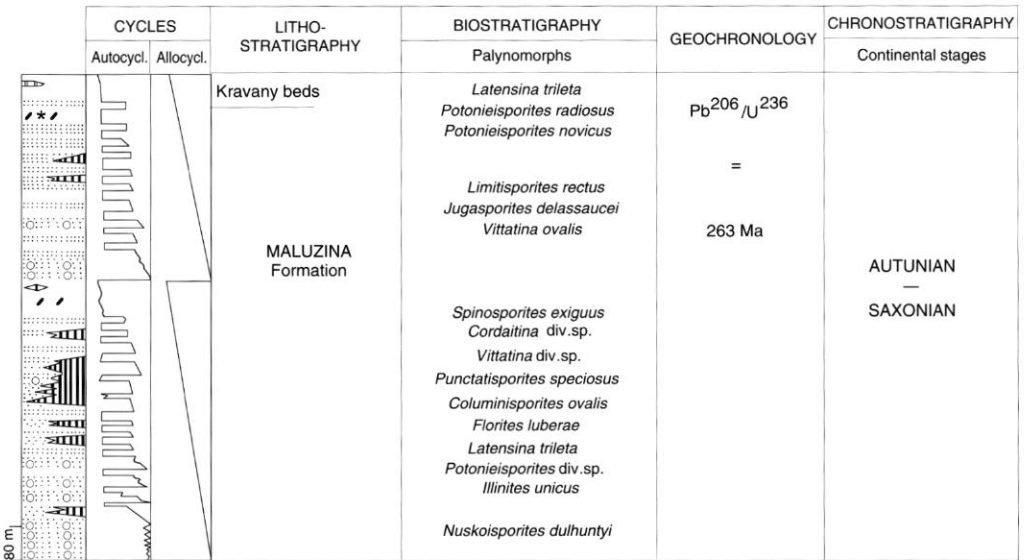 CYCLES
LITHO-
STRATIGRAPHY
BIOSTRATIGRAPHY
GEOCHRONOLOGY
CHRONOSTRATIGRAPHY
Autocycl.
Allocycl.
Palynomorphs
Continental stages
Kravany beds
Latensina trileta
Potonieisporites radiosus
Potonieisporites novicus
Pb206/U236
=
263 Ma
Limitisporites rectus
Jugasporites delassaucei
Vittatina ovalis
MALUZINA
Formation
AUTUNIAN
—
SAXONIAN
Spinosporites exiguus
Cordaitina div.sp.
Vittatina div.sp.
Punctatisporites speciosus
Columinisporites ovalis
Florites luberae
Latensina trileta
Potonieisporites div.sp.
Illinites unicus
Nuskoisporites dulhuntyi
80 m